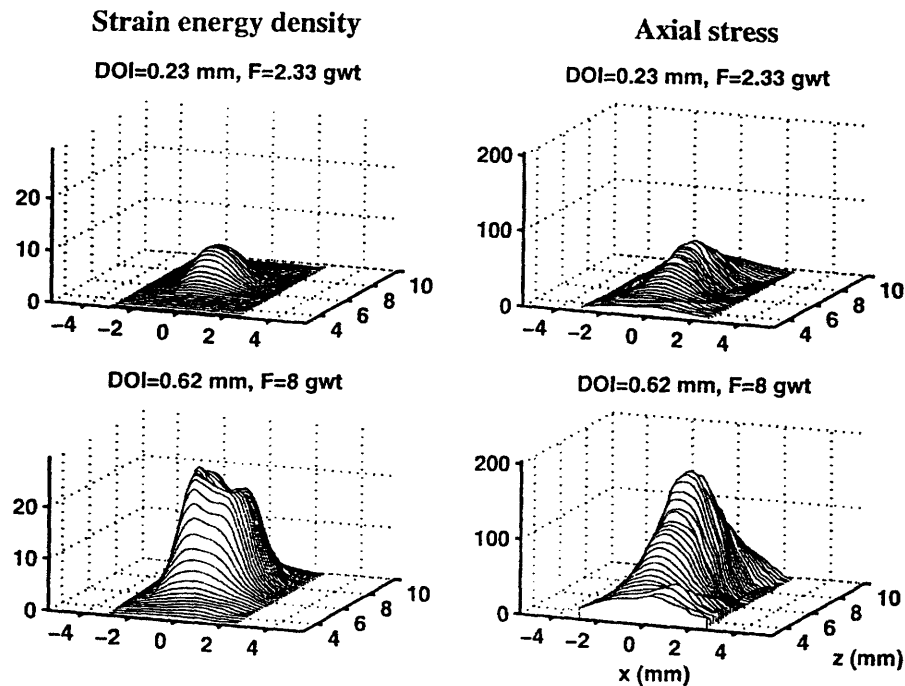 Strain energy density
Axial stress
DOI=0.23 mm, F=2.33 gwt
DOI=0.23 mm, F=2.33 gwt
20
10
0
−4 −2 0 2 4
4 6 8 10
200
100
0
−4 −2 0 2 4
4 6 8 10
DOI=0.62 mm, F=8 gwt
DOI=0.62 mm, F=8 gwt
20
10
0
−4 −2 0 2 4
4 6 8 10
200
100
0
−4 −2 0 2 4
4 6 8 10
x (mm)
z (mm)